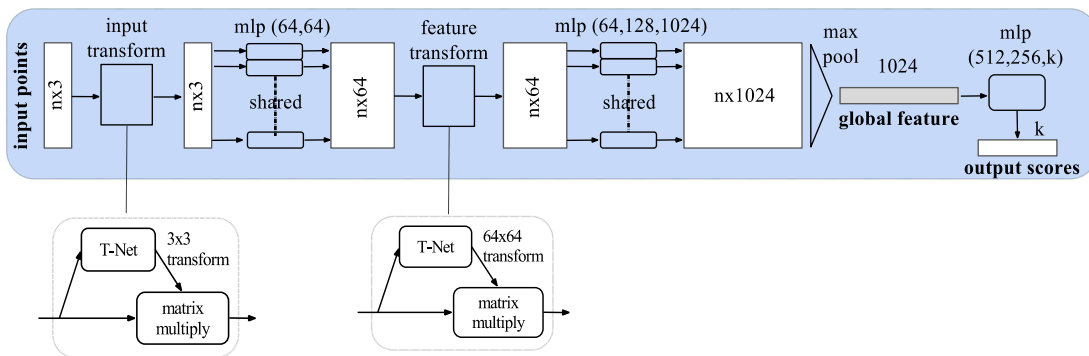 input points
nx3
input
transform
nx3
mlp (64,64)
shared
nx64
feature
transform
nx64
mlp (64,128,1024)
shared
nx1024
max
pool
1024
global feature
mlp
(512,256,k)
k
output scores
T-Net
3x3
transform
matrix
multiply
T-Net
64x64
transform
matrix
multiply